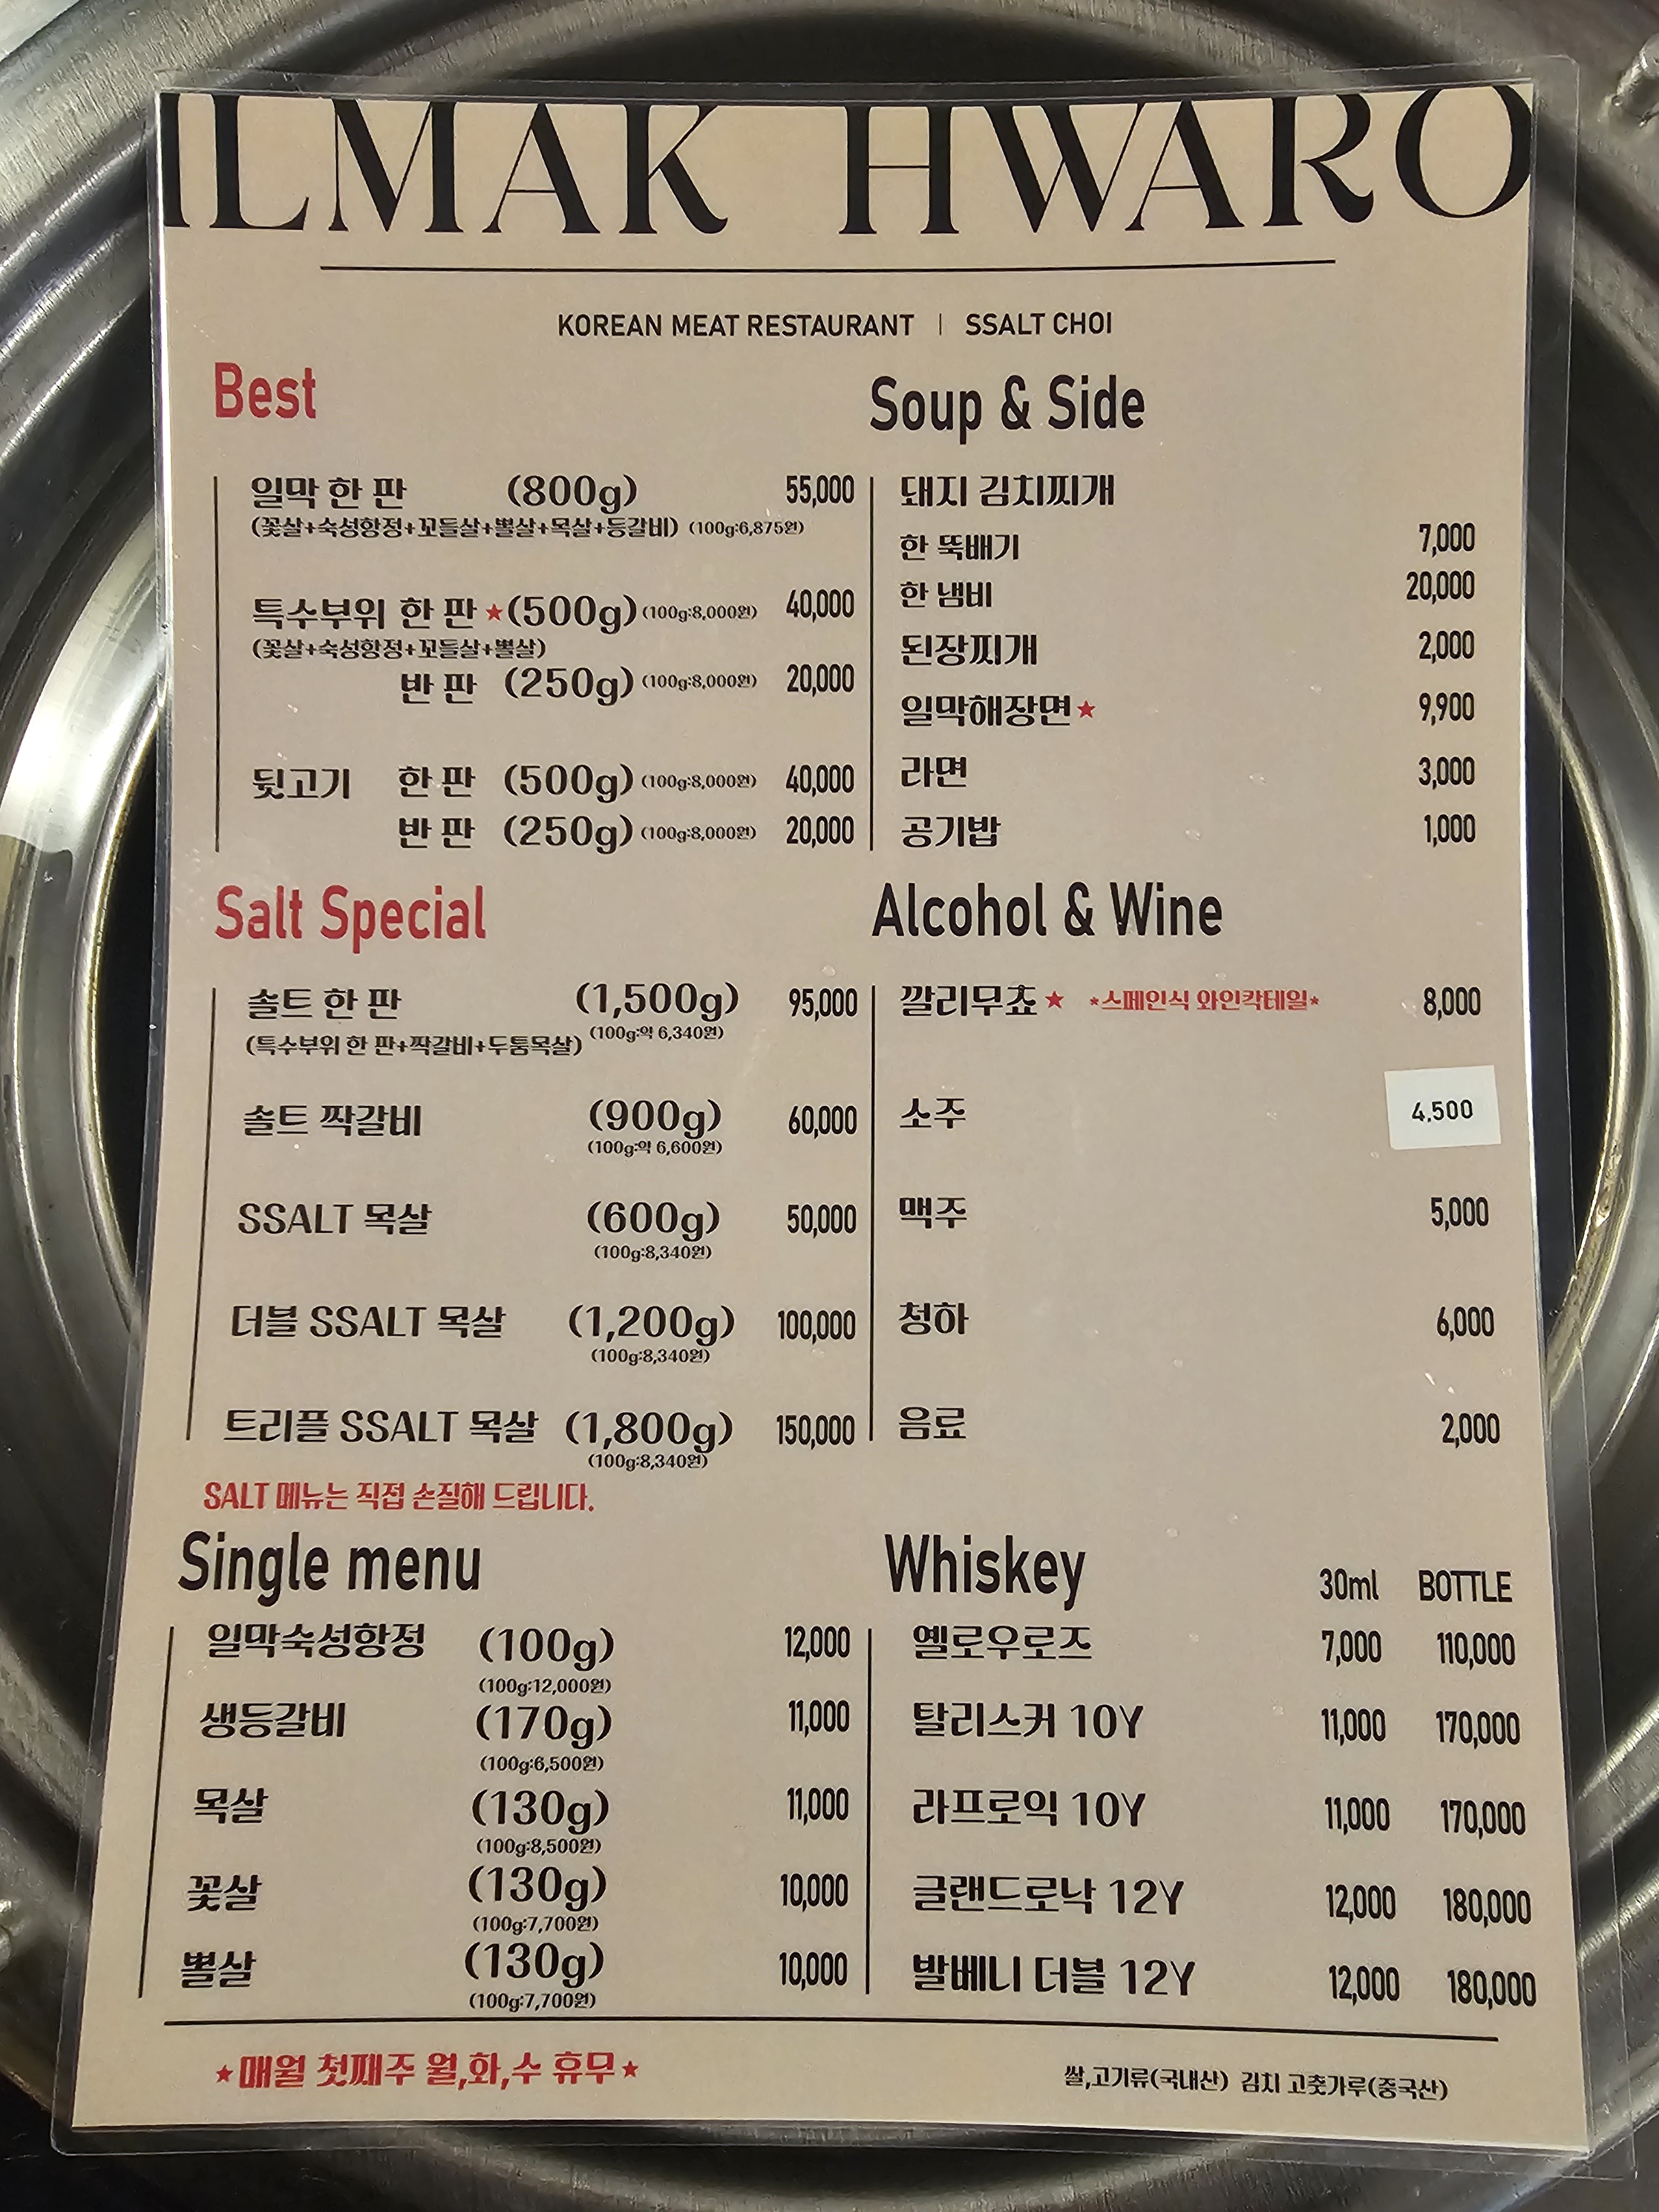 ILMAK HWARO
KOREAN MEAT RESTAURANT | SSALT CHOI
Best
일막 한 판 (800g) 55,000
(꽃살+숙성항정+꼬들살+뽈살+목살+등갈비) (100g:6,875원)
특수부위 한 판 ★(500g) (100g:8,000원) 40,000
(꽃살+숙성항정+꼬들살+뽈살)
반 판 (250g) (100g:8,000원) 20,000
뒷고기 한 판 (500g) (100g:8,000원) 40,000
반 판 (250g) (100g:8,000원) 20,000
Soup & Side
돼지 김치찌개
한 뚝배기 7,000
한 냄비 20,000
된장찌개 2,000
일막해장면★ 9,900
라면 3,000
공기밥 1,000
Salt Special
솔트 한 판 (1,500g) 95,000
(100g:약 6,340원)
(특수부위 한 판+짝갈비+두툼목살)
솔트 짝갈비 (900g) 60,000
(100g:약 6,600원)
SSALT 목살 (600g) 50,000
(100g:8,340원)
더블 SSALT 목살 (1,200g) 100,000
(100g:8,340원)
트리플 SSALT 목살 (1,800g) 150,000
(100g:8,340원)
SALT 메뉴는 직접 손질해 드립니다.
Alcohol & Wine
깔리무쵸★ *스페인식 와인칵테일* 8,000
소주 4,500
맥주 5,000
청하 6,000
음료 2,000
Single menu
일막숙성항정 (100g) 12,000
(100g:12,000원)
생등갈비 (170g) 11,000
(100g:6,500원)
목살 (130g) 11,000
(100g:8,500원)
꽃살 (130g) 10,000
(100g:7,700원)
뽈살 (130g) 10,000
(100g:7,700원)
Whiskey 30ml BOTTLE
옐로우로즈 7,000 110,000
탈리스커 10Y 11,000 170,000
라프로익 10Y 11,000 170,000
글랜드로낙 12Y 12,000 180,000
발베니 더블 12Y 12,000 180,000
★매월 첫째주 월,화,수 휴무★
쌀,고기류(국내산) 김치 고춧가루(중국산)